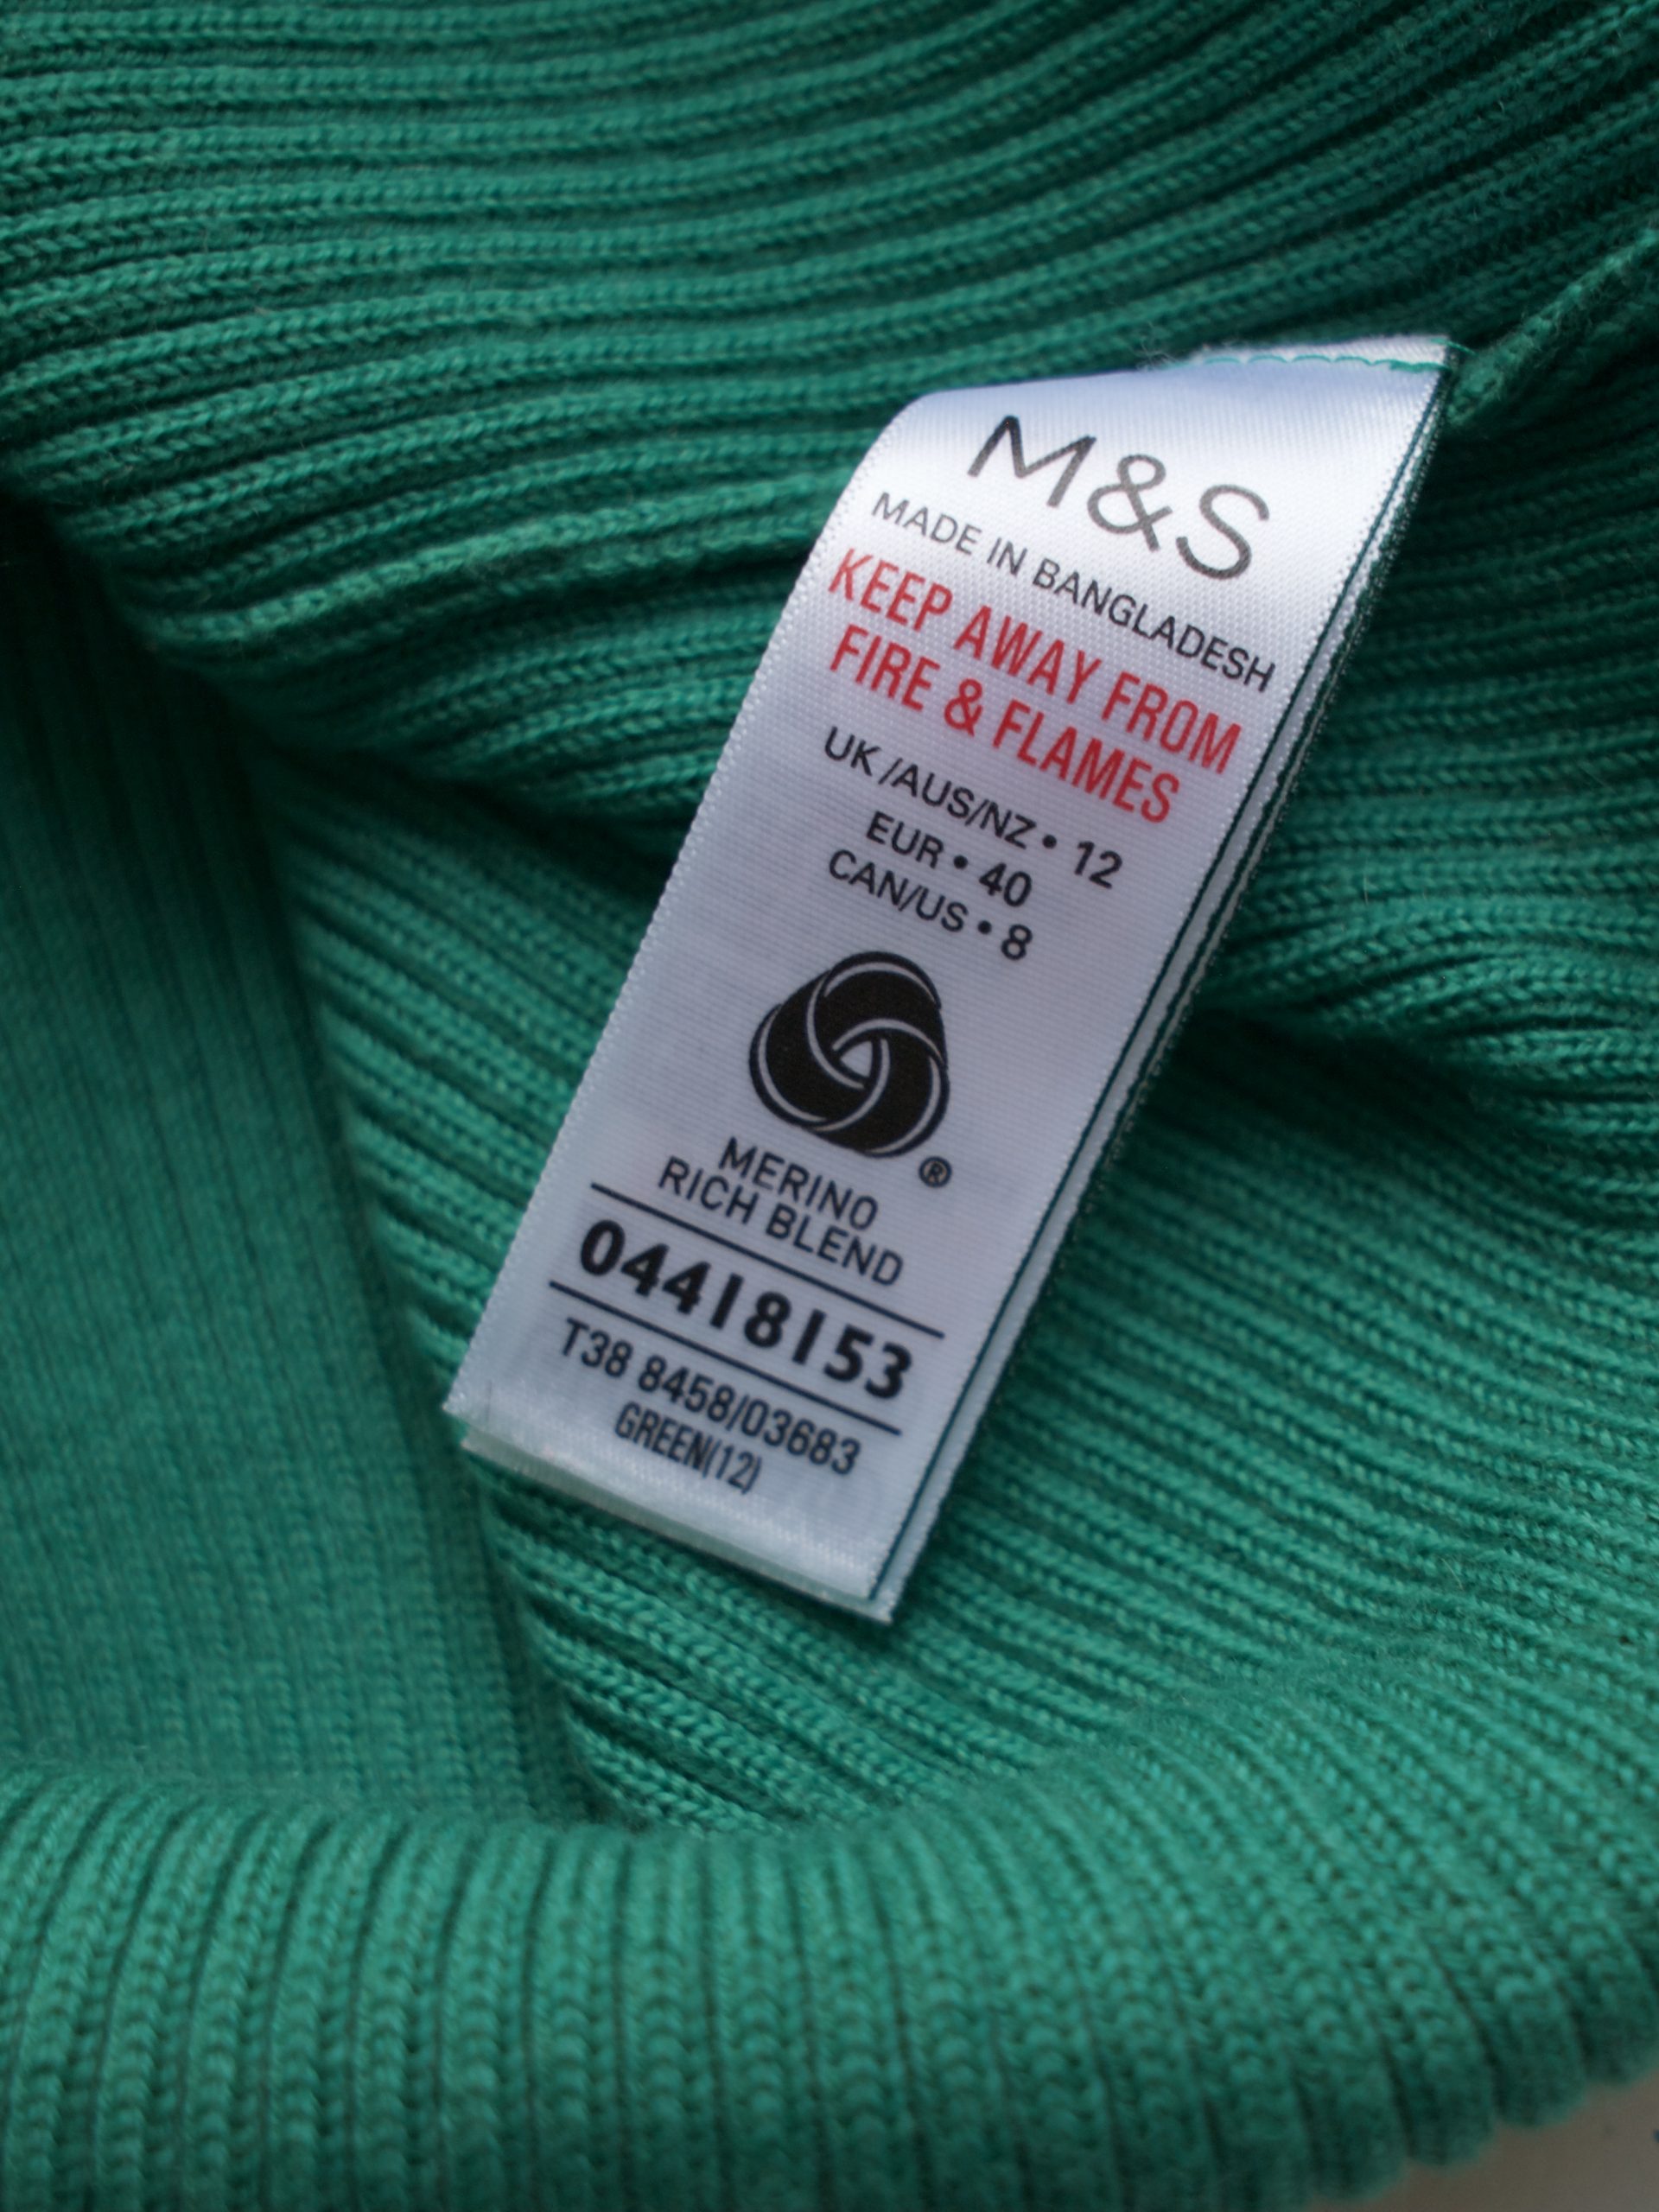 M&S
MADE IN BANGLADESH
KEEP AWAY FROM
FIRE & FLAMES
UK/AUS/NZ • 12
EUR • 40
CAN/US • 8
®
MERINO
RICH BLEND
04418153
T38 8458/03683
GREEN(12)